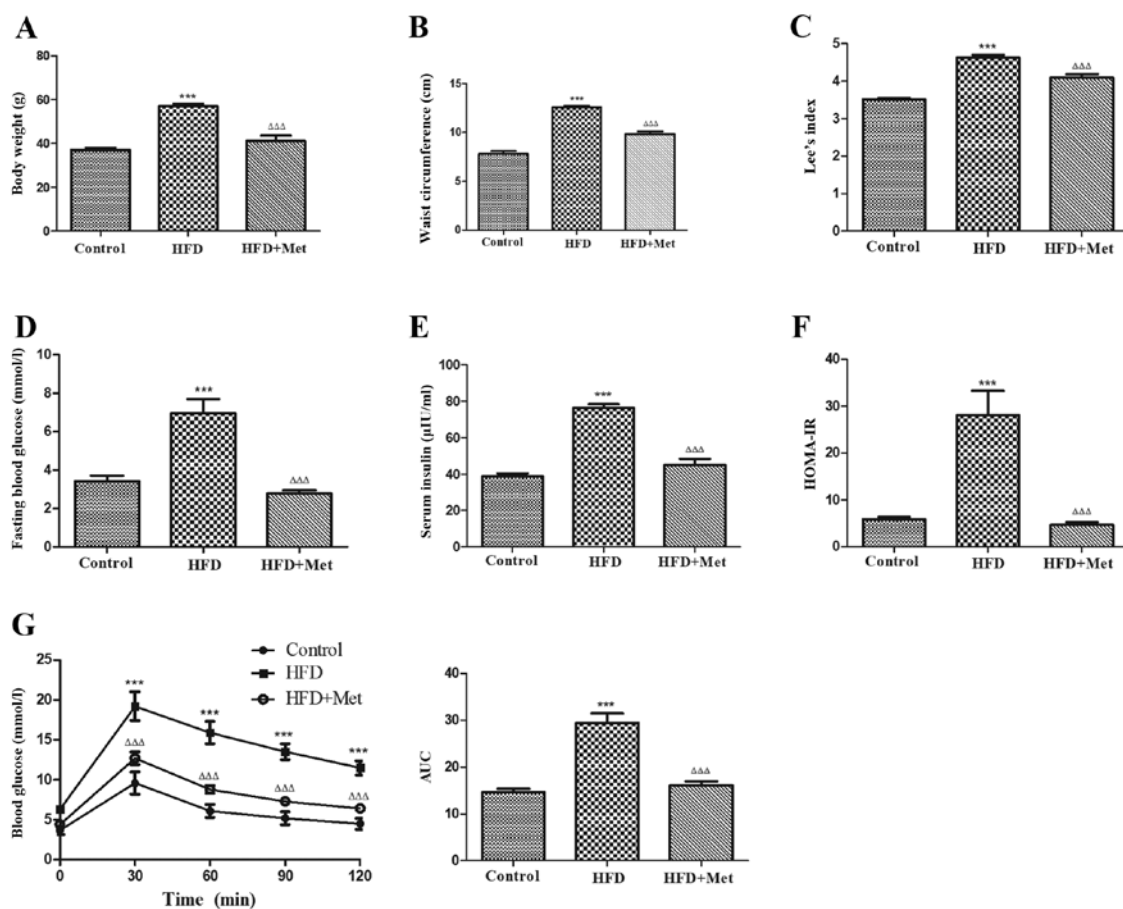 A
Body weight (g)
80
60
40
20
0
***
ΔΔΔ
Control HFD HFD+Met
B
Waist circumference (cm)
15
10
5
0
***
ΔΔΔ
Control HFD HFD+Met
C
Lee's index
5
4
3
2
1
0
***
ΔΔΔ
Control HFD HFD+Met
D
Fasting blood glucose (mmol/l)
10
8
6
4
2
0
***
ΔΔΔ
Control HFD HFD+Met
E
Serum insulin (μIU/ml)
100
80
60
40
20
0
***
ΔΔΔ
Control HFD HFD+Met
F
HOMA-IR
40
30
20
10
0
***
ΔΔΔ
Control HFD HFD+Met
G
Blood glucose (mmol/l)
25
20
15
10
5
0
Control
HFD
HFD+Met
*** *** *** ***
ΔΔΔ ΔΔΔ ΔΔΔ ΔΔΔ
0 30 60 90 120
Time (min)
AUC
40
30
20
10
0
***
ΔΔΔ
Control HFD HFD+Met